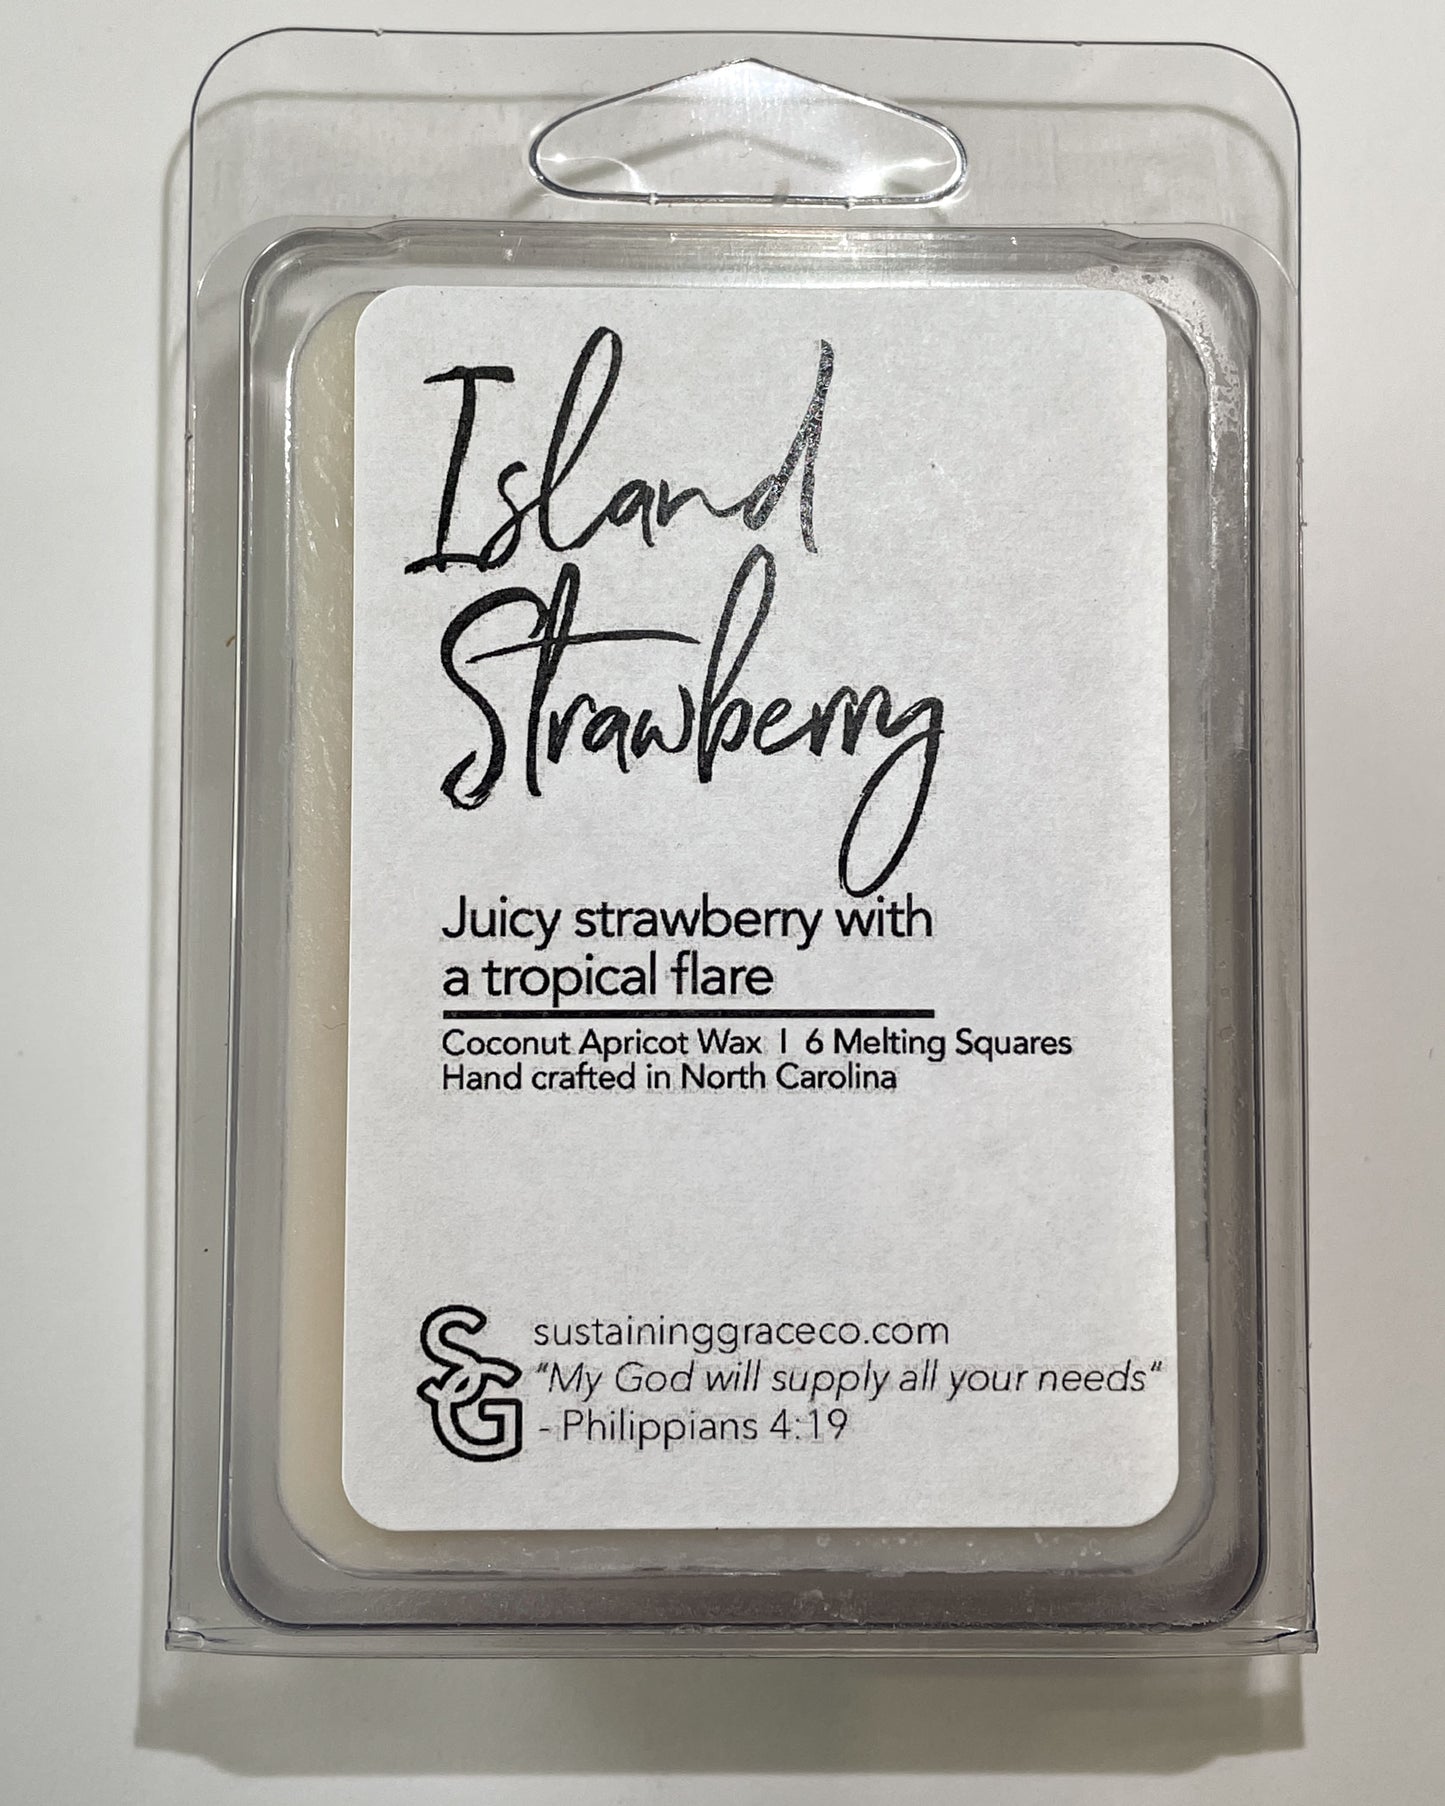 Island
Strawberry
Juicy strawberry with
a tropical flare
Coconut Apricot Wax | 6 Melting Squares
Hand crafted in North Carolina
SG
sustaininggraceco.com
"My God will supply all your needs"
- Philippians 4:19